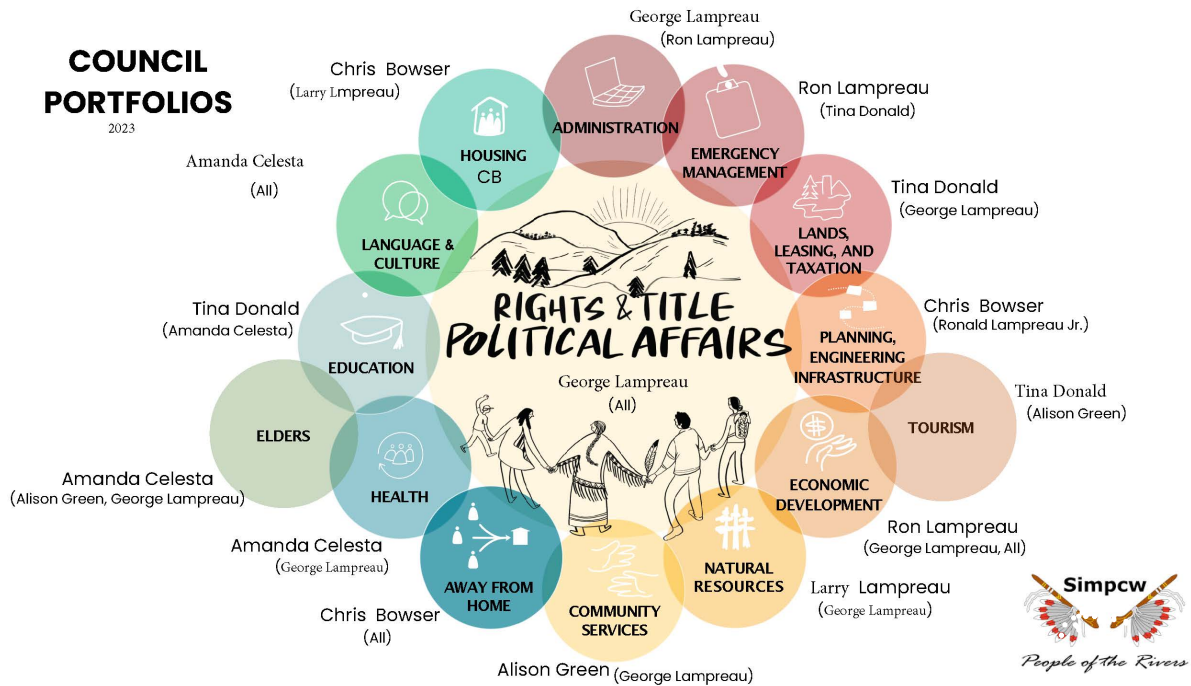 COUNCIL
PORTFOLIOS
2023
George Lampreau
(Ron Lampreau)
ADMINISTRATION
Ron Lampreau
(Tina Donald)
EMERGENCY
MANAGEMENT
Tina Donald
(George Lampreau)
LANDS,
LEASING, AND
TAXATION
Chris Bowser
(Ronald Lampreau Jr.)
PLANNING,
ENGINEERING
INFRASTRUCTURE
Tina Donald
(Alison Green)
TOURISM
ECONOMIC
DEVELOPMENT
Ron Lampreau
(George Lampreau, All)
NATURAL
RESOURCES
Larry Lampreau
(George Lampreau)
COMMUNITY
SERVICES
Alison Green (George Lampreau)
AWAY FROM
HOME
Chris Bowser
(All)
HEALTH
Amanda Celesta
(George Lampreau)
ELDERS
Amanda Celesta
(Alison Green, George Lampreau)
EDUCATION
Tina Donald
(Amanda Celesta)
LANGUAGE &
CULTURE
Amanda Celesta
(All)
HOUSING
CB
Chris Bowser
(Larry Lmpreau)
RIGHTS & TITLE
POLITICAL AFFAIRS
George Lampreau
(All)
Simpcw
People of the Rivers